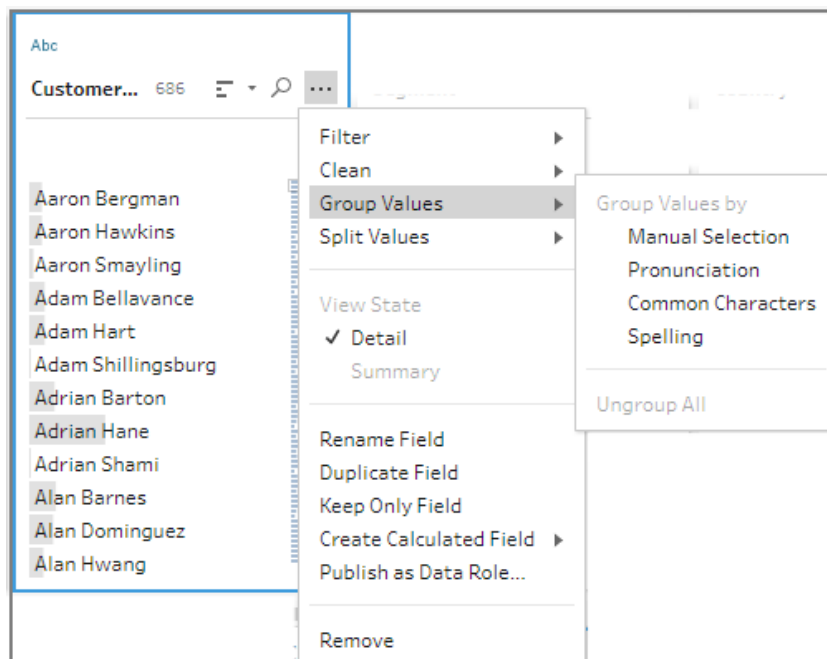 Abc
Customer... 686
Aaron Bergman
Aaron Hawkins
Aaron Smayling
Adam Bellavance
Adam Hart
Adam Shillingsburg
Adrian Barton
Adrian Hane
Adrian Shami
Alan Barnes
Alan Dominguez
Alan Hwang
Filter
Clean
Group Values
Split Values
View State
✓ Detail
Summary
Rename Field
Duplicate Field
Keep Only Field
Create Calculated Field
Publish as Data Role...
Remove
Group Values by
Manual Selection
Pronunciation
Common Characters
Spelling
Ungroup All